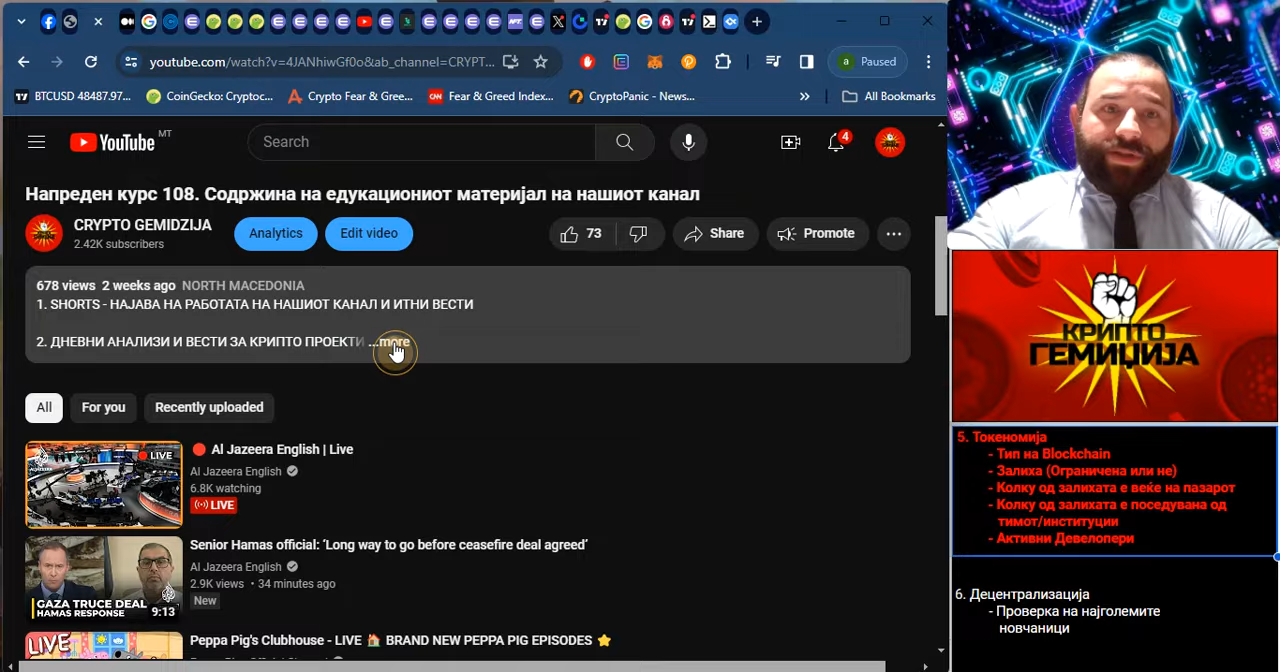 youtube.com/watch?v=4JANhiwGf0o&ab_channel=CRYPT...
a Paused
BTCUSD 48487.97...
CoinGecko: Cryptoc...
Crypto Fear & Gree...
Fear & Greed Index...
CryptoPanic - News...
»
All Bookmarks
YouTube MT
Search
4
Напреден курс 108. Содржина на едукациониот материјал на нашиот канал
CRYPTO GEMIDZIJA
2.42K subscribers
Analytics
Edit video
73
Share
Promote
678 views 2 weeks ago NORTH MACEDONIA
1. SHORTS - НАЈАВА НА РАБОТАТА НА НАШИОТ КАНАЛ И ИТНИ ВЕСТИ
2. ДНЕВНИ АНАЛИЗИ И ВЕСТИ ЗА КРИПТО ПРОЕКТИ ...more
All
For you
Recently uploaded
LIVE
Al Jazeera English | Live
Al Jazeera English
6.8K watching
LIVE
Senior Hamas official: ‘Long way to go before ceasefire deal agreed’
Al Jazeera English
2.9K views • 34 minutes ago
New
GAZA TRUCE DEAL
HAMAS RESPONSE
9:13
LIVE
Peppa Pig's Clubhouse - LIVE 🏠 BRAND NEW PEPPA PIG EPISODES ⭐
КРИПТО
ГЕМИЏИЈА
5. Токеномија
- Тип на Blockchain
- Залиха (Ограничена или не)
- Колку од залихата е веќе на пазарот
- Колку од залихата е поседувана од
тимот/институции
- Активни Девелопери
6. Децентрализација
- Проверка на најголемите
новчаници